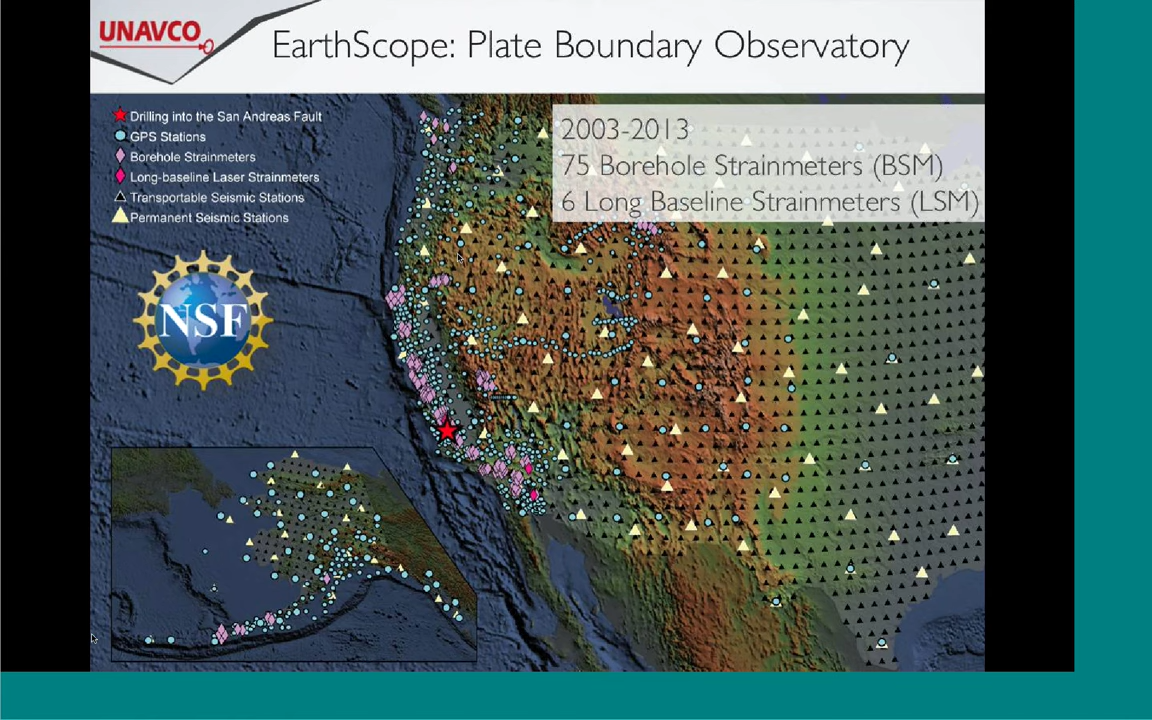 UNAVCO
EarthScope: Plate Boundary Observatory
Drilling into the San Andreas Fault
GPS Stations
Borehole Strainmeters
Long-baseline Laser Strainmeters
Transportable Seismic Stations
Permanent Seismic Stations
2003-2013
75 Borehole Strainmeters (BSM)
6 Long Baseline Strainmeters (LSM)
NSF